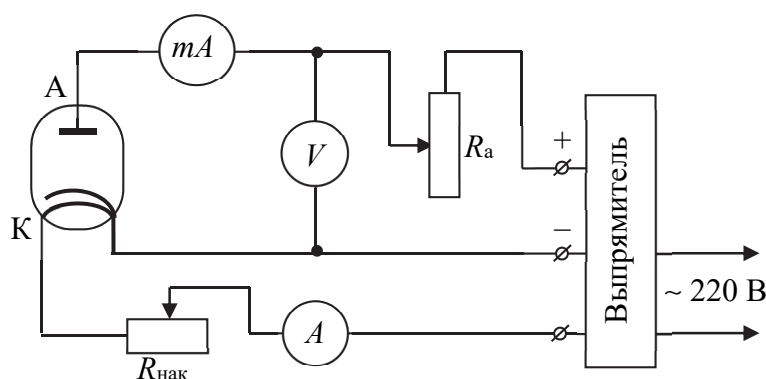 mA
А
V
Rа
+
–
К
Выпрямитель
~ 220 В
A
Rнак